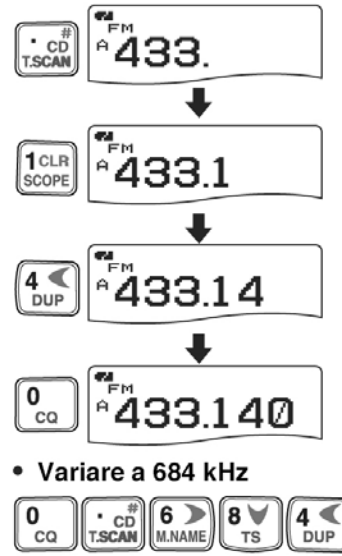 . CD #
T.SCAN
FM
A 433.
1 CLR
SCOPE
FM
A 433.1
4
DUP
FM
A 433.14
0
CQ
FM
A 433.140
• Variare a 684 kHz
0
CQ
. CD #
T.SCAN
6
M.NAME
8
TS
4
DUP